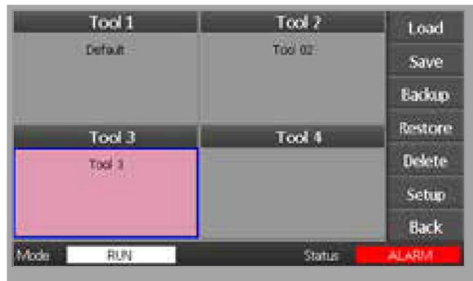 Tool 1
Default
Tool 2
Tool 02
Tool 3
Tool 3
Tool 4
Load
Save
Backup
Restore
Delete
Setup
Back
Mode RUN Status ALARM